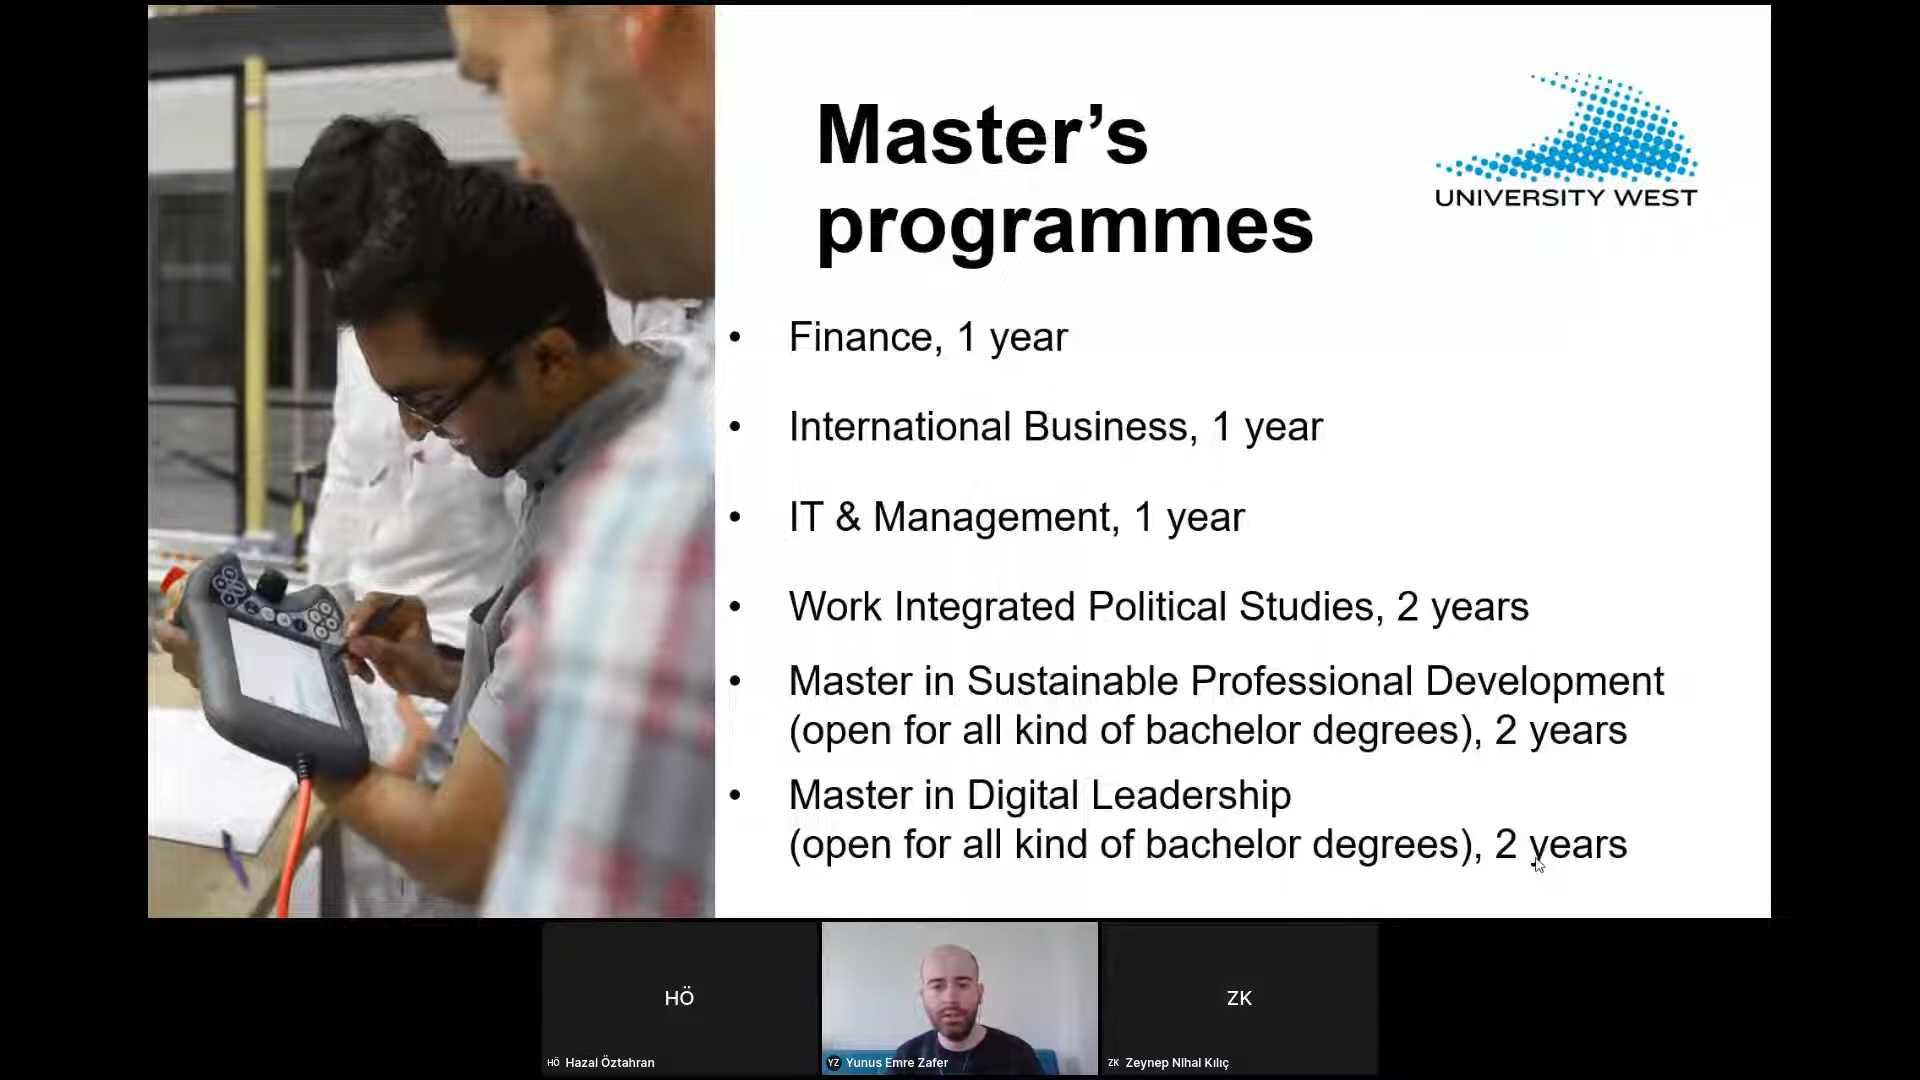 Master’s
programmes
UNIVERSITY WEST
• Finance, 1 year
• International Business, 1 year
• IT & Management, 1 year
• Work Integrated Political Studies, 2 years
• Master in Sustainable Professional Development
(open for all kind of bachelor degrees), 2 years
• Master in Digital Leadership
(open for all kind of bachelor degrees), 2 years
HÖ
ZK
HÖ Hazal Öztahran
YZ Yunus Emre Zafer
ZK Zeynep Nihal Kılıç